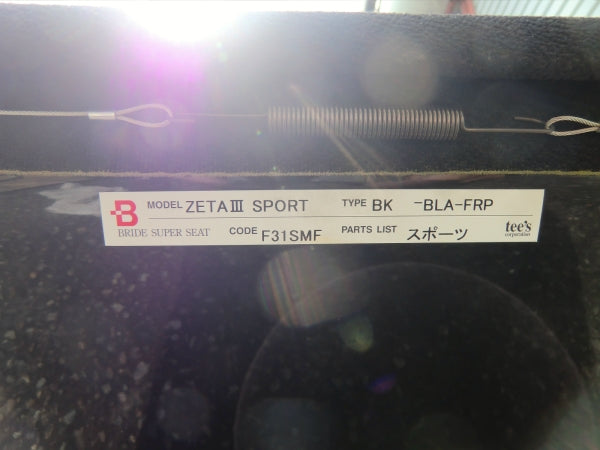 B MODEL ZETAⅢ SPORT TYPE BK -BLA-FRP tee's
BRIDE SUPER SEAT CODE F31SMF PARTS LIST スポーツ corporation